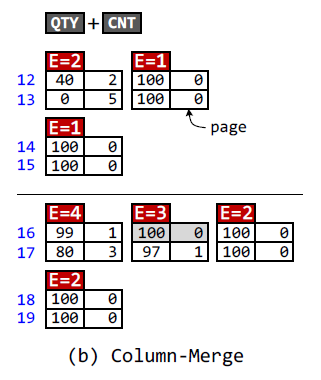 QTY + CNT
E=2 E=1
12 40 2 100 0
13 0 5 100 0
page
E=1
14 100 0
15 100 0
E=4 E=3 E=2
16 99 1 100 0 100 0
17 80 3 97 1 100 0
E=2
18 100 0
19 100 0
(b) Column-Merge